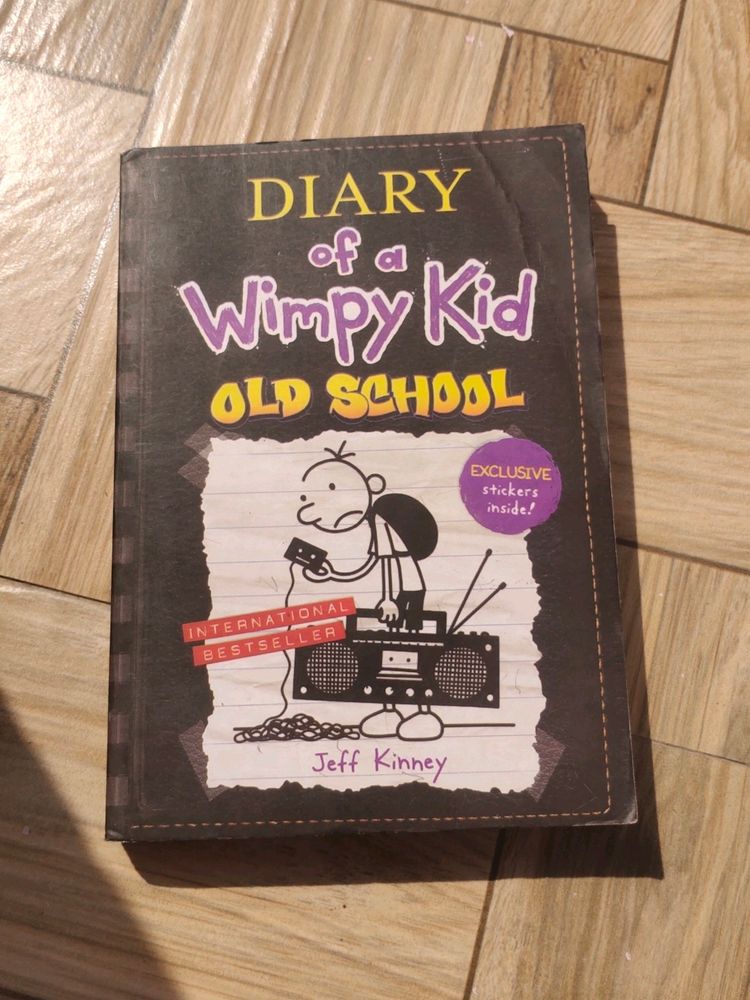 DIARY
of a
Wimpy Kid
OLD SCHOOL
EXCLUSIVE
stickers
inside!
INTERNATIONAL
BESTSELLER
Jeff Kinney